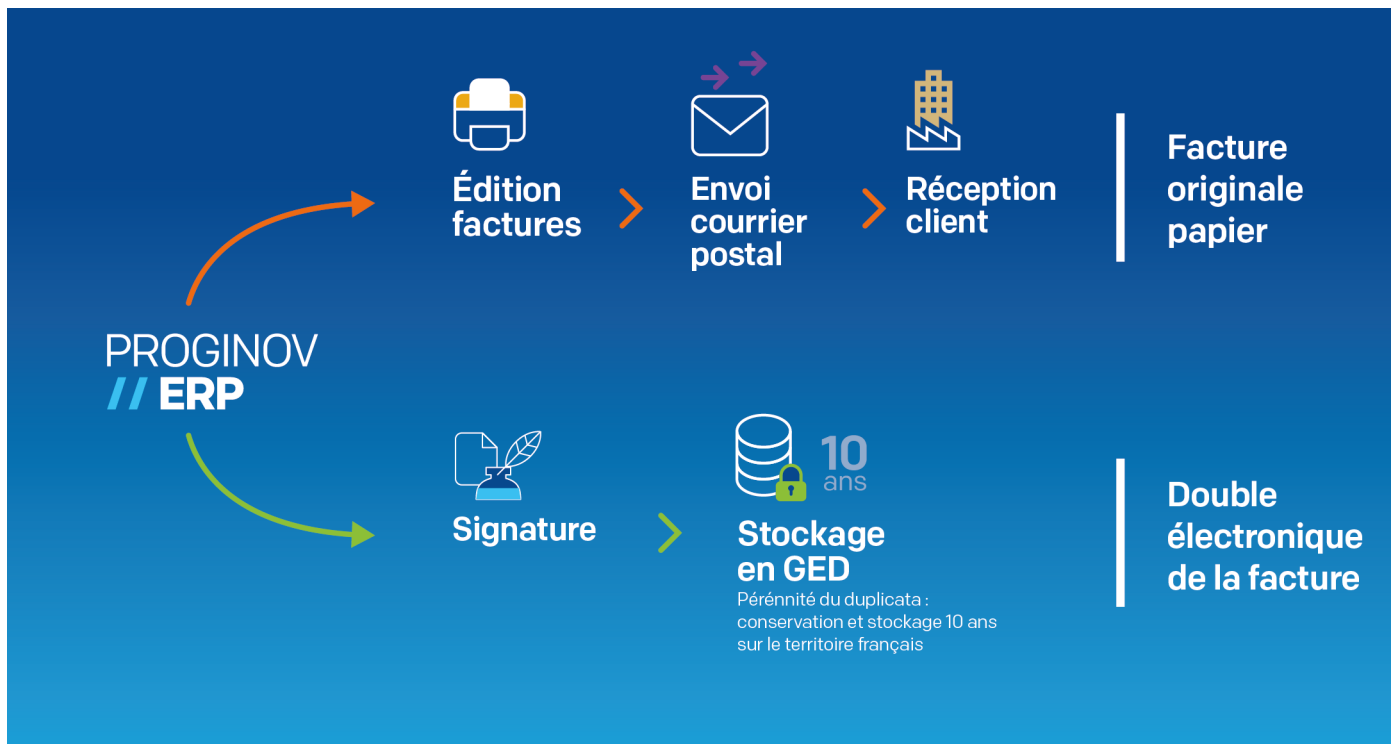 Édition
factures
Envoi
courrier
postal
Réception
client
Facture
originale
papier
PROGINOV
// ERP
Signature
10
ans
Stockage
en GED
Pérénnité du duplicata :
conservation et stockage 10 ans
sur le territoire français
Double
électronique
de la facture